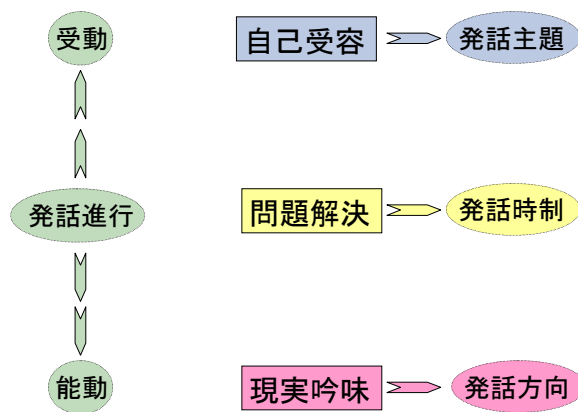 受動
自己受容
発話主題
発話進行
問題解決
発話時制
能動
現実吟味
発話方向